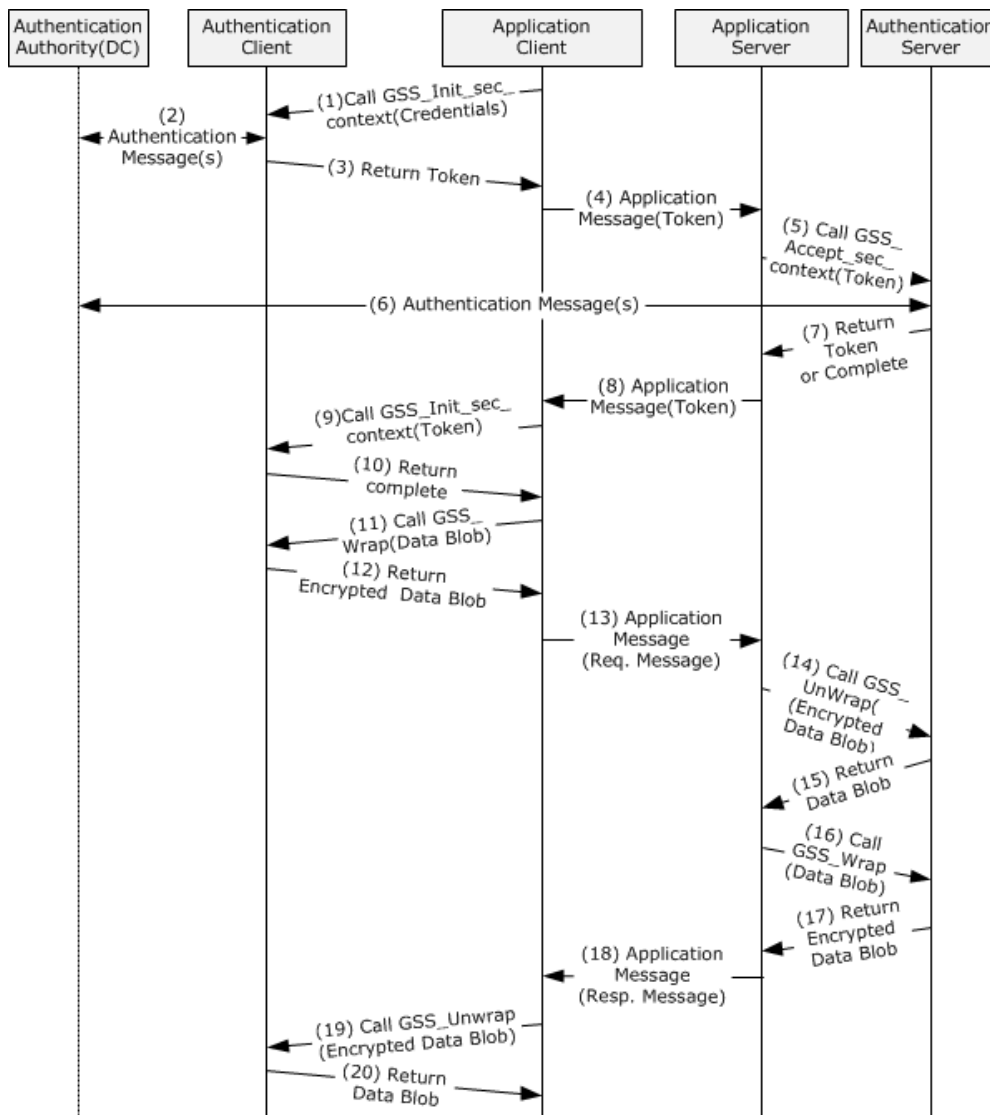 Authentication
Authority(DC)
Authentication
Client
Application
Client
Application
Server
Authentication
Server
(1)Call GSS_Init_sec_
context(Credentials)
(2)
Authentication
Message(s)
(3) Return Token
(4) Application
Message(Token)
(5) Call GSS_
Accept_sec_
context(Token)
(6) Authentication Message(s)
(7) Return
Token
or Complete
(8) Application
Message(Token)
(9)Call GSS_Init_sec_
context(Token)
(10) Return
complete
(11) Call GSS_
Wrap(Data Blob)
(12) Return
Encrypted Data Blob
(13) Application
Message
(Req. Message)
(14) Call GSS_
UnWrap(
(Encrypted
Data Blob)
(15) Return
Data Blob
(16) Call
GSS_Wrap
(Data Blob)
(17) Return
Encrypted
Data Blob
(18) Application
Message
(Resp. Message)
(19) Call GSS_Unwrap
(Encrypted Data Blob)
(20) Return
Data Blob